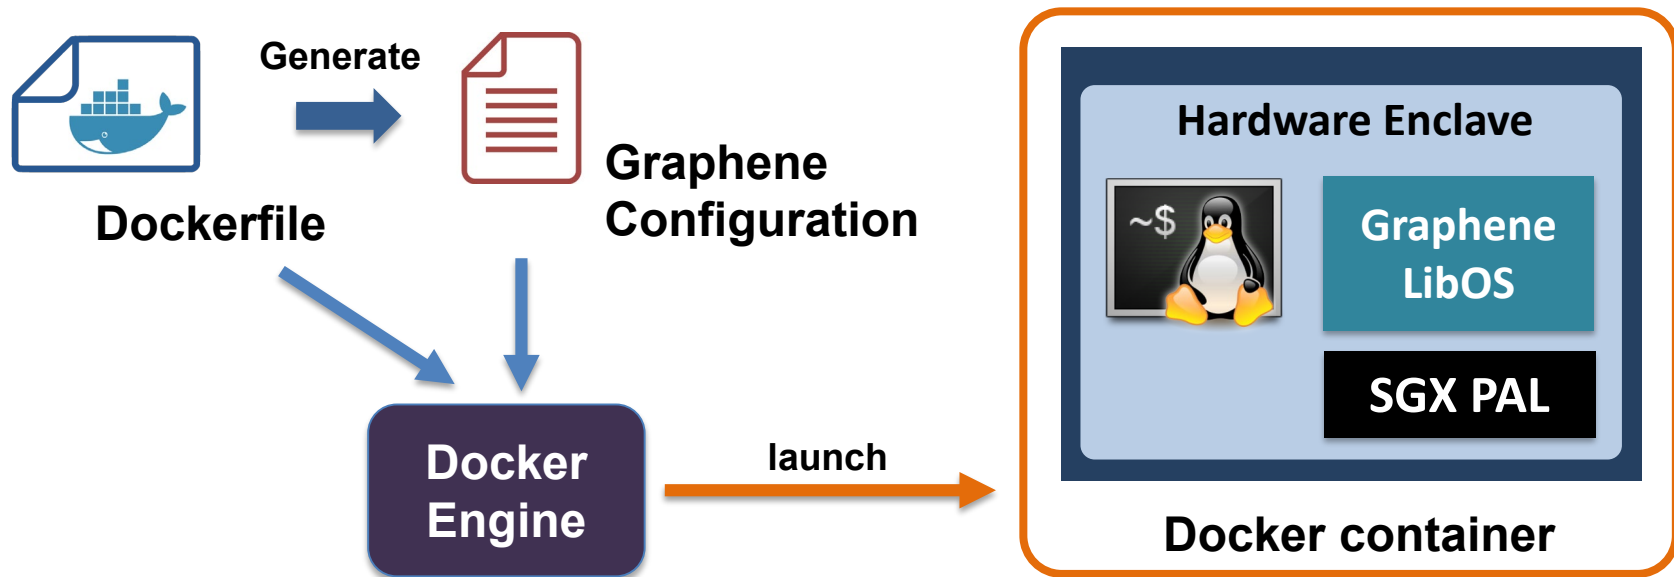 Generate
Dockerfile
Graphene
Configuration
Docker
Engine
launch
Hardware Enclave
~$
Graphene
LibOS
SGX PAL
Docker container